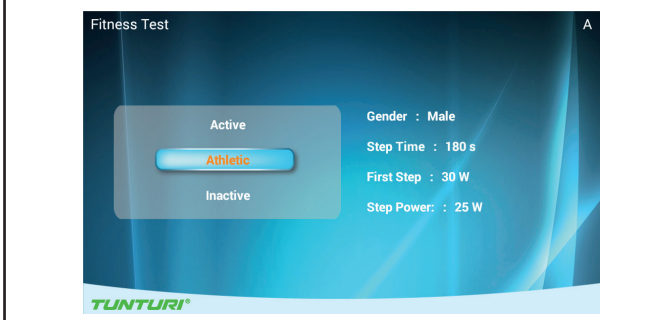 Fitness Test
A
Active
Athletic
Inactive
Gender : Male
Step Time : 180 s
First Step : 30 W
Step Power: : 25 W
TUNTURI®